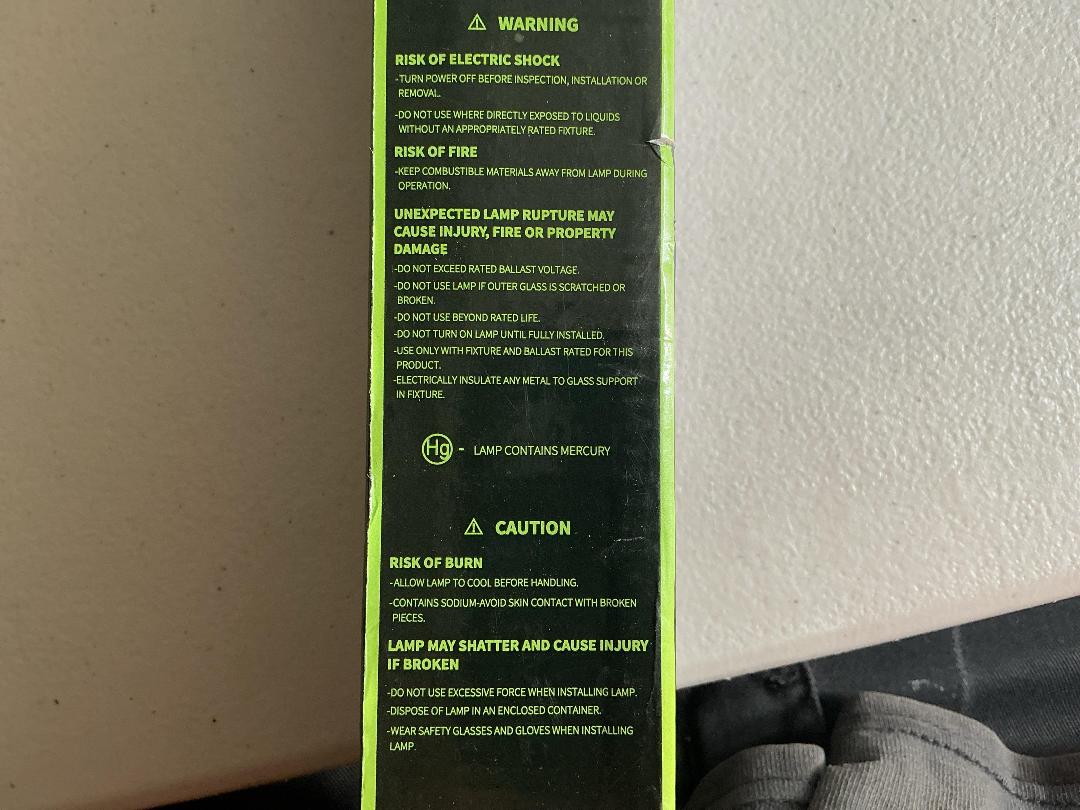 ⚠ WARNING
RISK OF ELECTRIC SHOCK
-TURN POWER OFF BEFORE INSPECTION, INSTALLATION OR
REMOVAL.
-DO NOT USE WHERE DIRECTLY EXPOSED TO LIQUIDS
WITHOUT AN APPROPRIATELY RATED FIXTURE.
RISK OF FIRE
-KEEP COMBUSTIBLE MATERIALS AWAY FROM LAMP DURING
OPERATION.
UNEXPECTED LAMP RUPTURE MAY
CAUSE INJURY, FIRE OR PROPERTY
DAMAGE
-DO NOT EXCEED RATED BALLAST VOLTAGE.
-DO NOT USE LAMP IF OUTER GLASS IS SCRATCHED OR
BROKEN.
-DO NOT USE BEYOND RATED LIFE.
-DO NOT TURN ON LAMP UNTIL FULLY INSTALLED.
-USE ONLY WITH FIXTURE AND BALLAST RATED FOR THIS
PRODUCT.
-ELECTRICALLY INSULATE ANY METAL TO GLASS SUPPORT
IN FIXTURE.
Hg - LAMP CONTAINS MERCURY
⚠ CAUTION
RISK OF BURN
-ALLOW LAMP TO COOL BEFORE HANDLING.
-CONTAINS SODIUM-AVOID SKIN CONTACT WITH BROKEN
PIECES.
LAMP MAY SHATTER AND CAUSE INJURY
IF BROKEN
-DO NOT USE EXCESSIVE FORCE WHEN INSTALLING LAMP.
-DISPOSE OF LAMP IN AN ENCLOSED CONTAINER.
-WEAR SAFETY GLASSES AND GLOVES WHEN INSTALLING
LAMP.